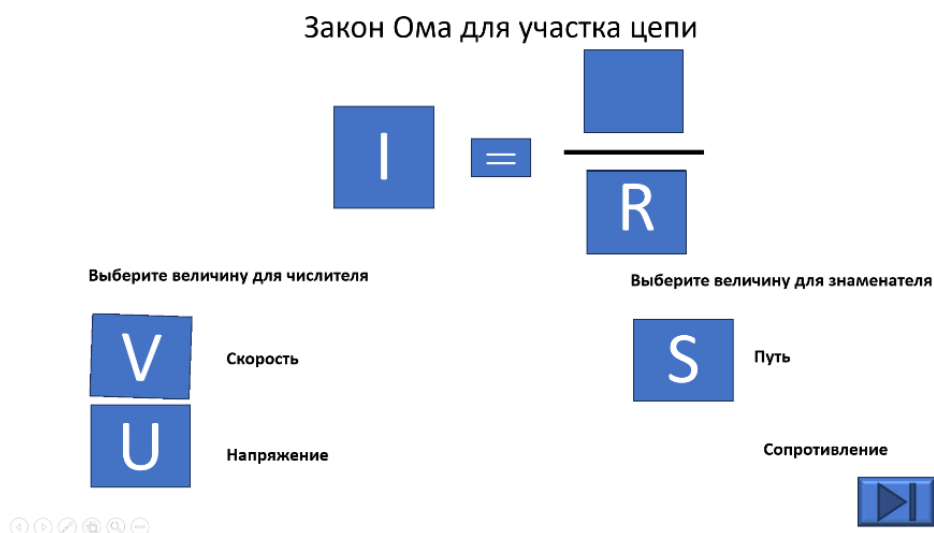 Закон Ома для участка цепи
I = 
R
Выберите величину для числителя
Выберите величину для знаменателя
V Скорость
S Путь
U Напряжение
Сопротивление